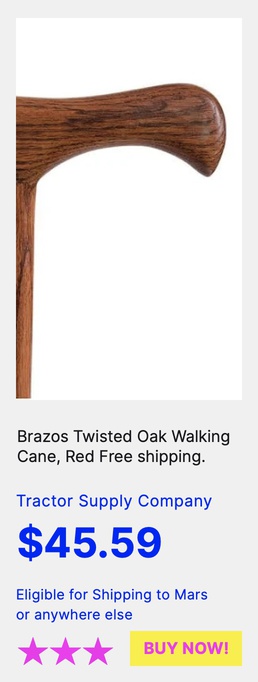 Brazos Twisted Oak Walking
Cane, Red Free shipping.
Tractor Supply Company
$45.59
Eligible for Shipping to Mars
or anywhere else
BUY NOW!